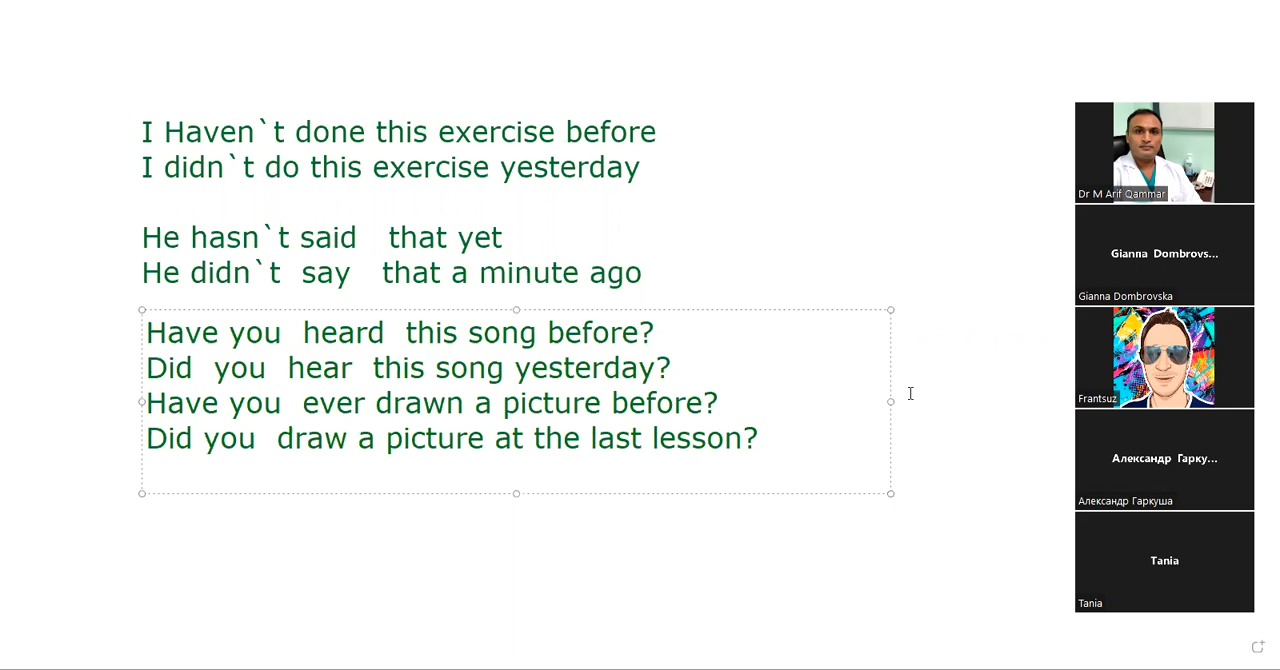 I Haven`t done this exercise before
I didn`t do this exercise yesterday
He hasn`t said that yet
He didn`t say that a minute ago
Have you heard this song before?
Did you hear this song yesterday?
Have you ever drawn a picture before?
Did you draw a picture at the last lesson?
Dr M Arif Qammar
Gianna Dombrovs...
Gianna Dombrovska
Frantsuz
Александр Гарку...
Александр Гаркуша
Tania
Tania